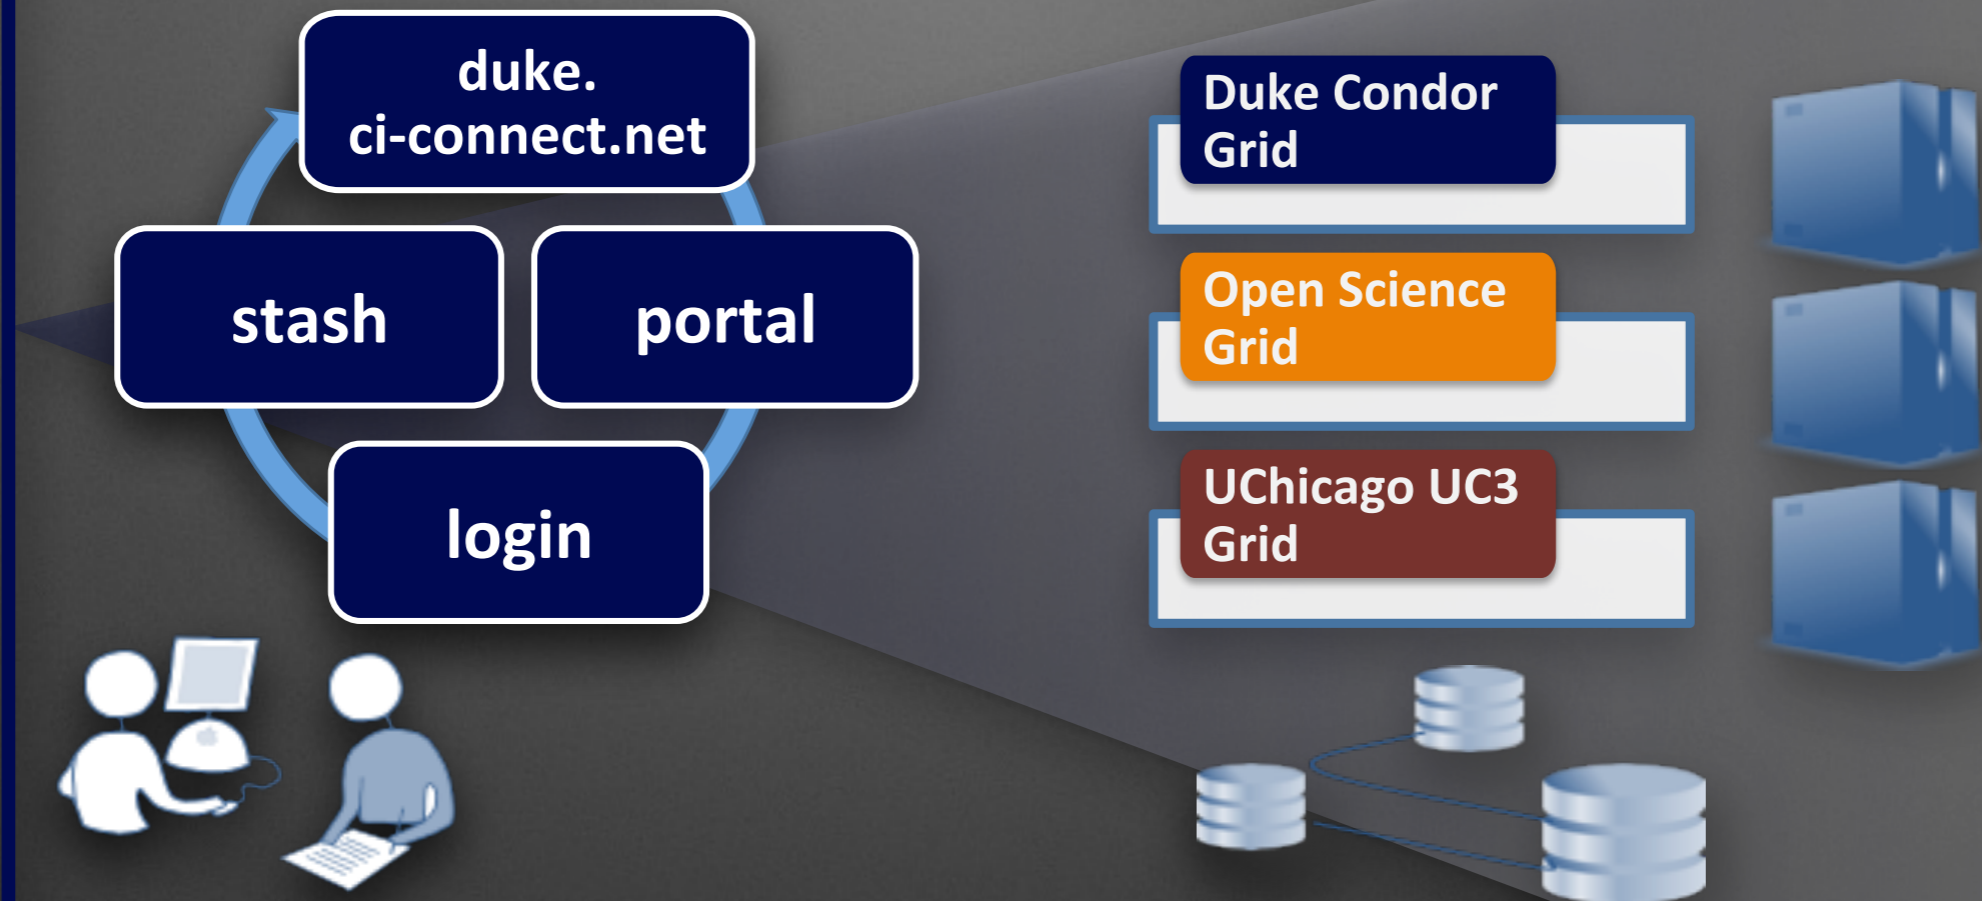 duke.
ci-connect.net
stash
portal
login
Duke Condor
Grid
Open Science
Grid
UChicago UC3
Grid